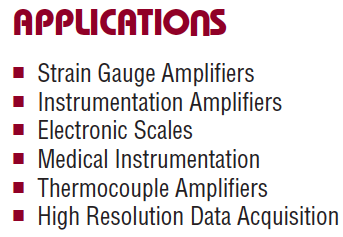 APPLICATIONS
■ Strain Gauge Amplifiers
■ Instrumentation Amplifiers
■ Electronic Scales
■ Medical Instrumentation
■ Thermocouple Amplifiers
■ High Resolution Data Acquisition